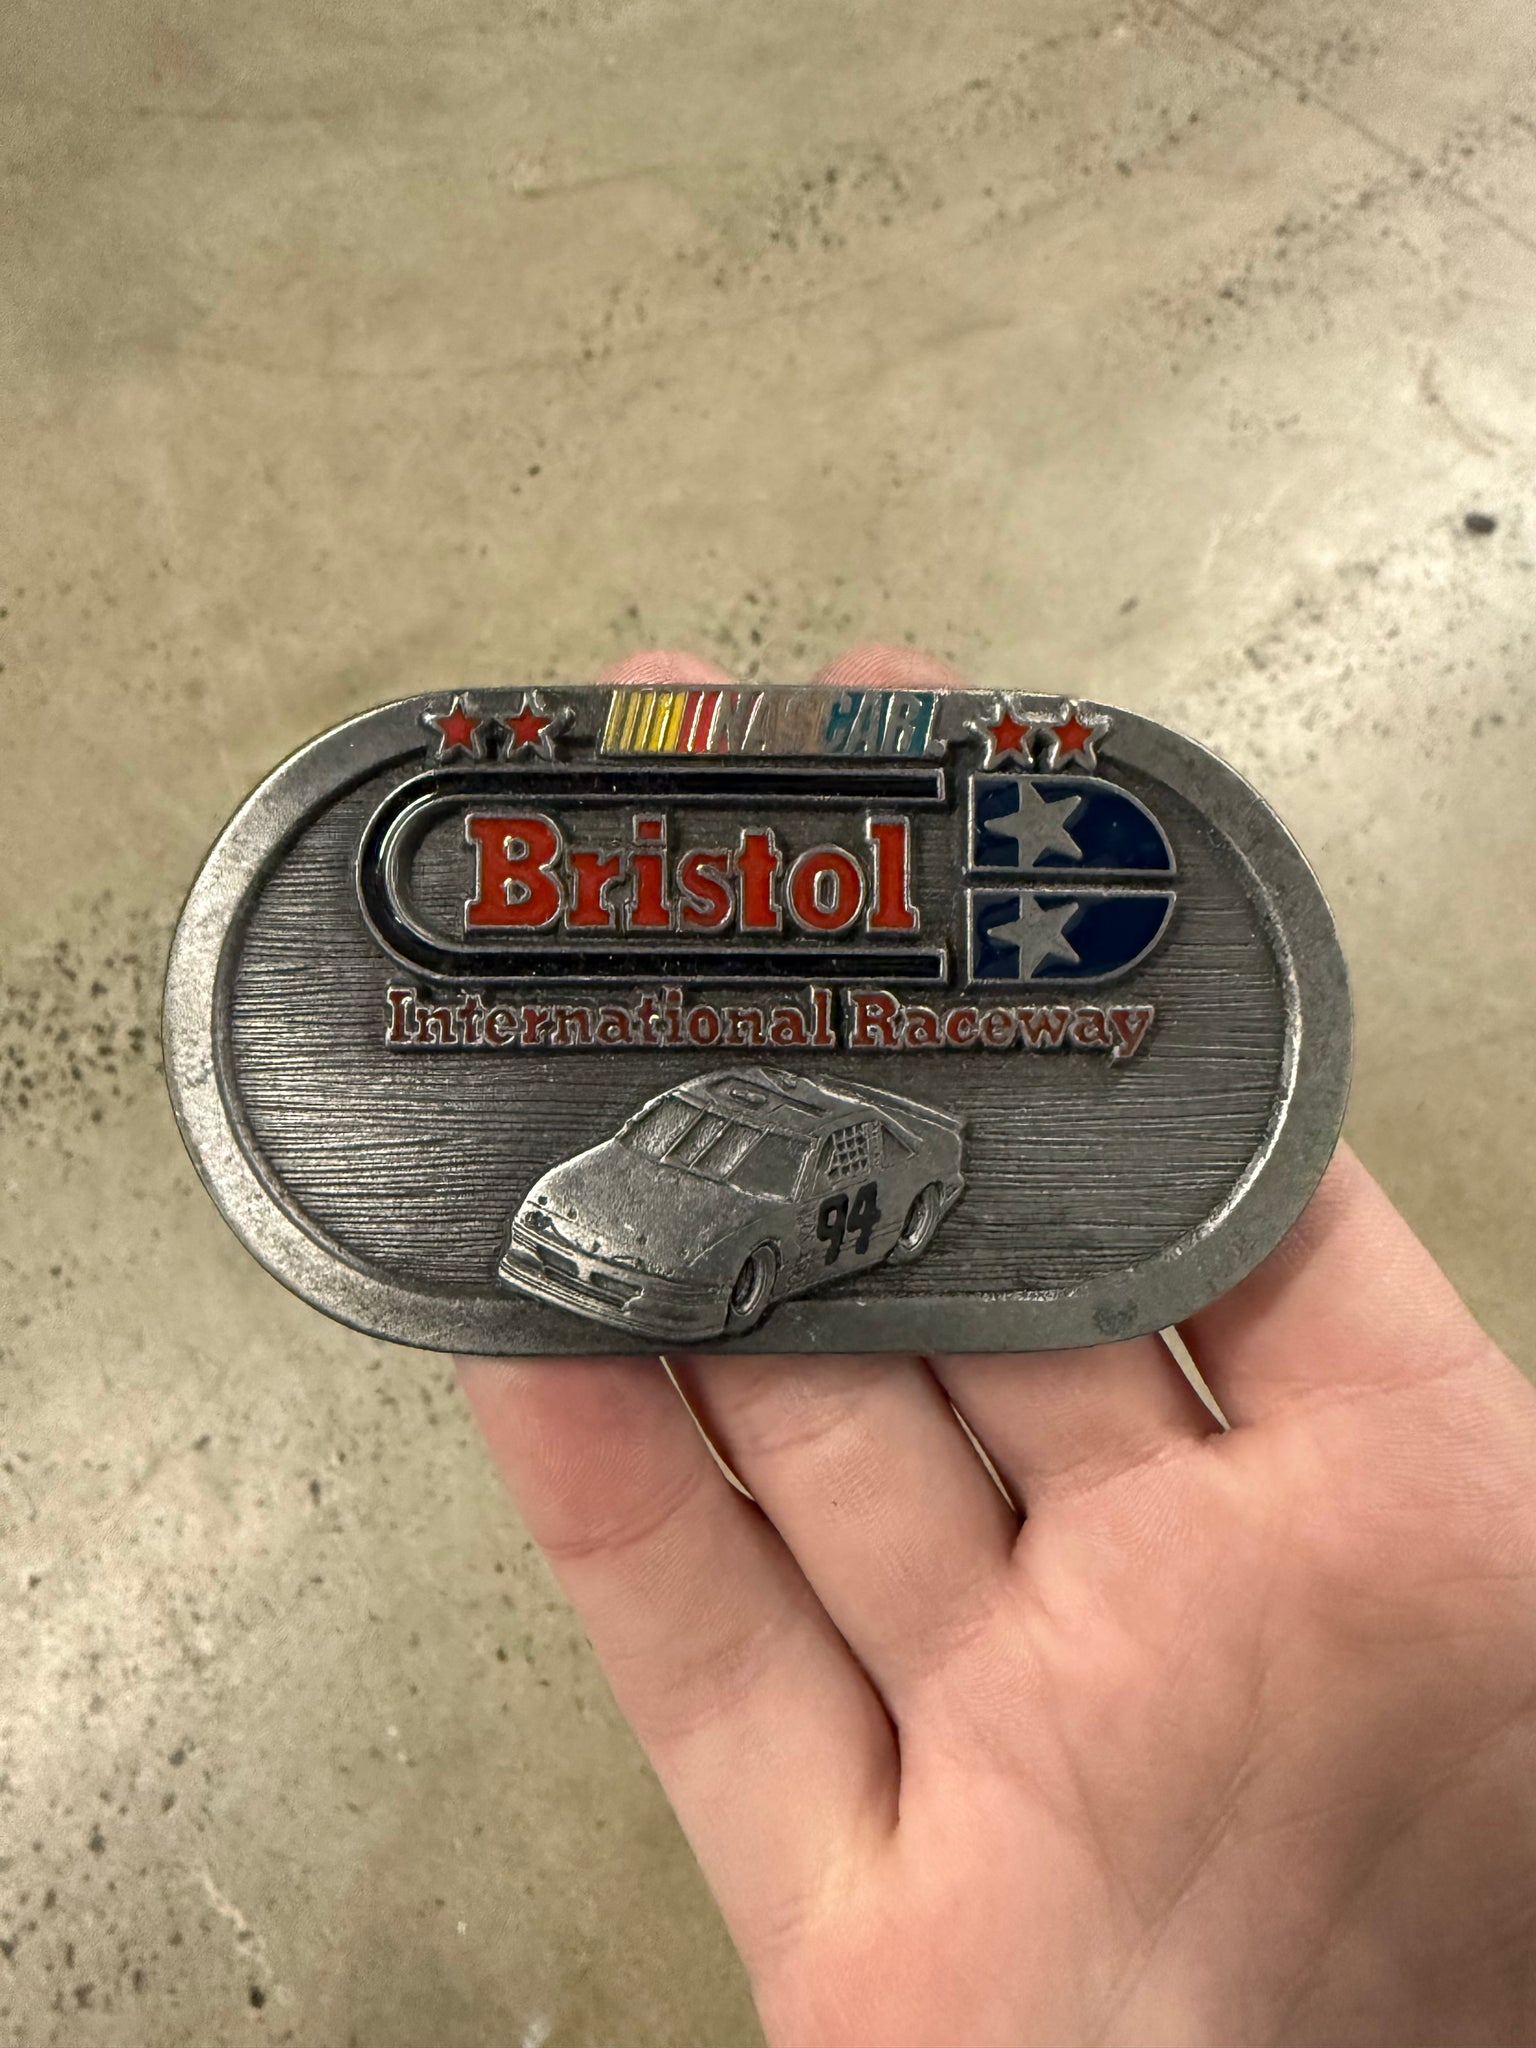 NASCAR
Bristol
International Raceway
94